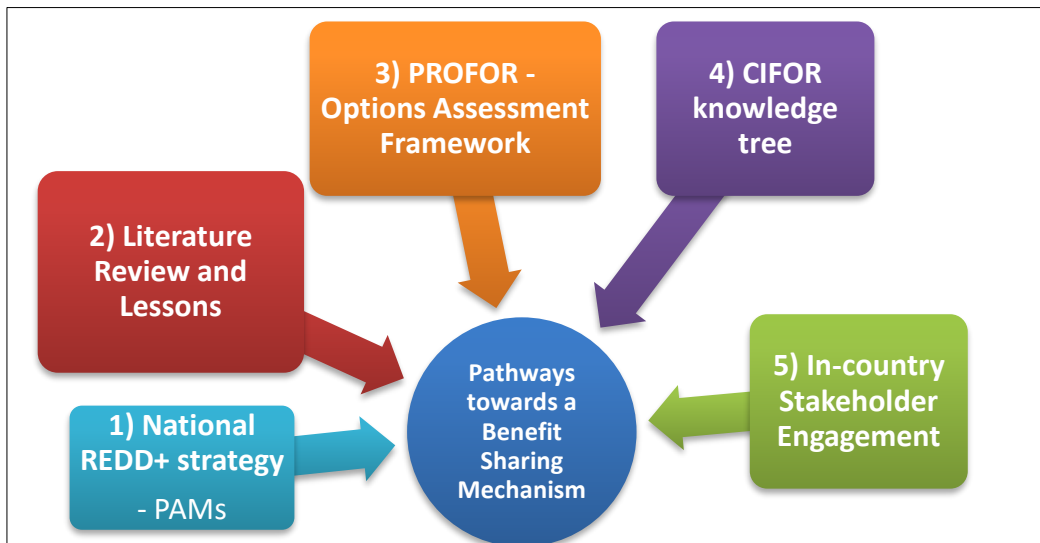 3) PROFOR -
Options Assessment
Framework
4) CIFOR
knowledge
tree
2) Literature
Review and
Lessons
1) National
REDD+ strategy
- PAMs
Pathways
towards a
Benefit
Sharing
Mechanism
5) In-country
Stakeholder
Engagement